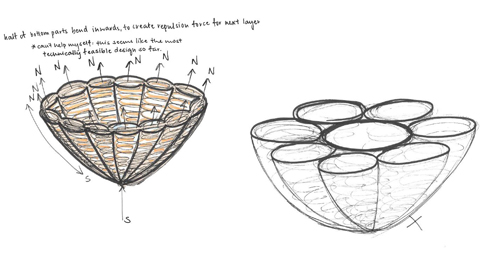 half of bottom parts bend inwards, to create repulsion force for next layer
*can't help myself: this seems like the most
technically feasible design so far.
N N N N N N N
N
N
S
S